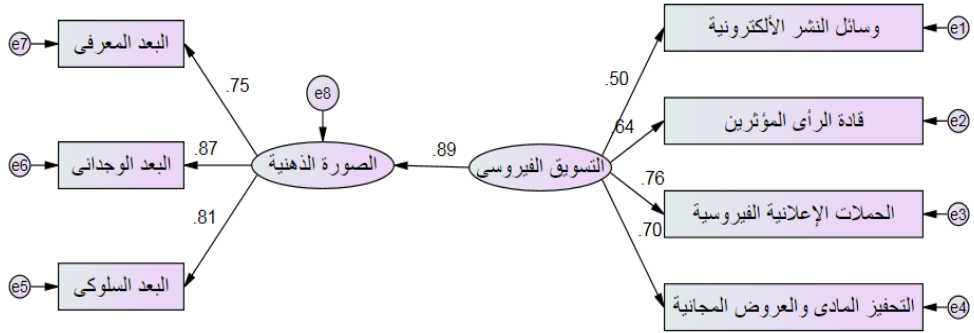 وسائل النشر الألكترونية
e1
.50
قادة الرأى المؤثرين
e2
.64
الحملات الإعلانية الفيروسية
e3
.76
التحفيز المادى والعروض المجانية
e4
.70
التسويق الفيروسى
.89
الصورة الذهنية
e8
البعد المعرفى
e7
.75
البعد الوجدانى
e6
.87
البعد السلوكى
e5
.81